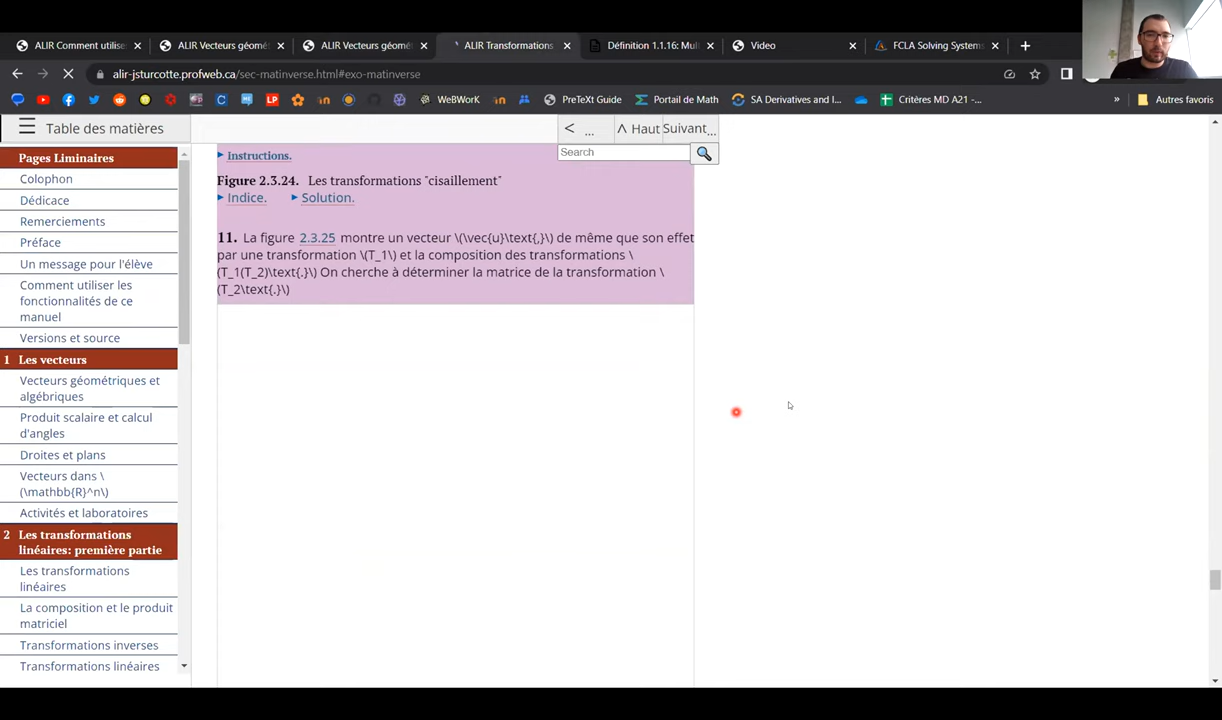 ALIR Comment utilise
ALIR Vecteurs géomé
ALIR Vecteurs géomé
ALIR Transformations
Définition 1.1.16: Mul
Video
FCLA Solving Systems
alir-jsturcotte.profweb.ca/sec-matinverse.html#exo-matinverse
WeBWorK
PreTeXt Guide
Portail de Math
SA Derivations and I...
Critères MD A21 -...
»
Autres favoris
Table des matières
< ...
Haut
Suivant...
Search
Pages Liminaires
Colophon
Dédicace
Remerciements
Préface
Un message pour l'élève
Comment utiliser les
fonctionnalités de ce
manuel
Versions et source
1 Les vecteurs
Vecteurs géométriques et
algébriques
Produit scalaire et calcul
d'angles
Droites et plans
Vecteurs dans \
(\mathbb{R}^n\)
Activités et laboratoires
2 Les transformations
linéaires: première partie
Les transformations
linéaires
La composition et le produit
matriciel
Transformations inverses
Transformations linéaires
Instructions.
Figure 2.3.24. Les transformations "cisaillement"
Indice. Solution.
11. La figure 2.3.25 montre un vecteur \(\vec{u}\text{,}\) de même que son effet
par une transformation \(T_1\) et la composition des transformations \
(T_1(T_2)\text{.}\) On cherche à déterminer la matrice de la transformation \
(T_2\text{.}\)